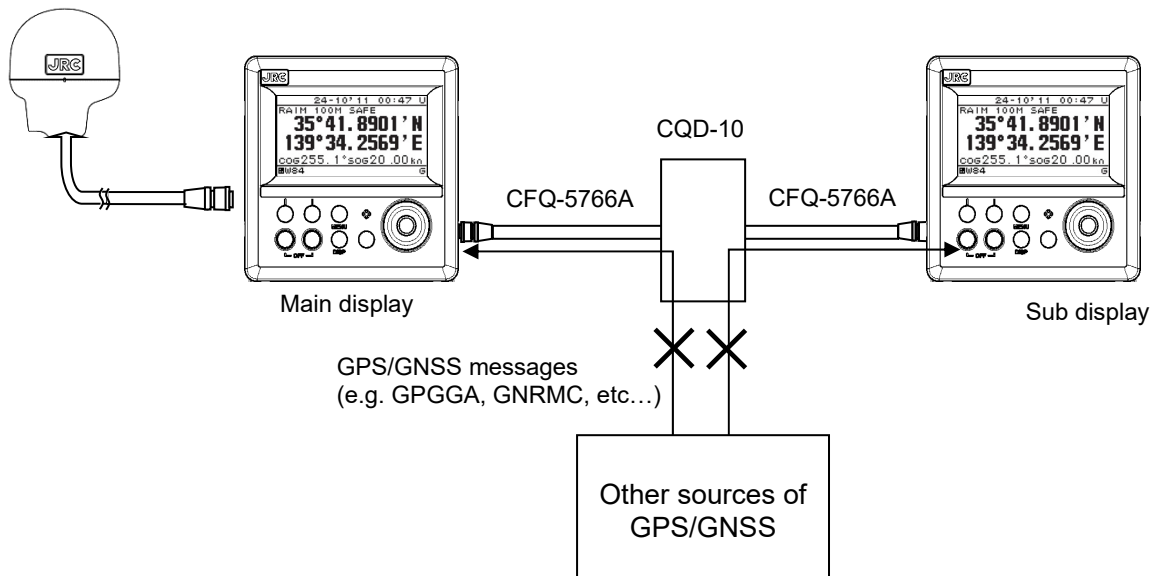 JRC
JRC
24-10'11 00:47 U
RAIM 100M SAFE
35°41.8901'N
139°34.2569'E
COG255.1°SOG20.00kn
W84 G
MENU
OFF DISP
Main display
CFQ-5766A
CQD-10
CFQ-5766A
JRC
24-10'11 00:47 U
RAIM 100M SAFE
35°41.8901'N
139°34.2569'E
COG255.1°SOG20.00kn
W84 G
MENU
OFF DISP
Sub display
GPS/GNSS messages
(e.g. GPGGA, GNRMC, etc…)
Other sources of
GPS/GNSS